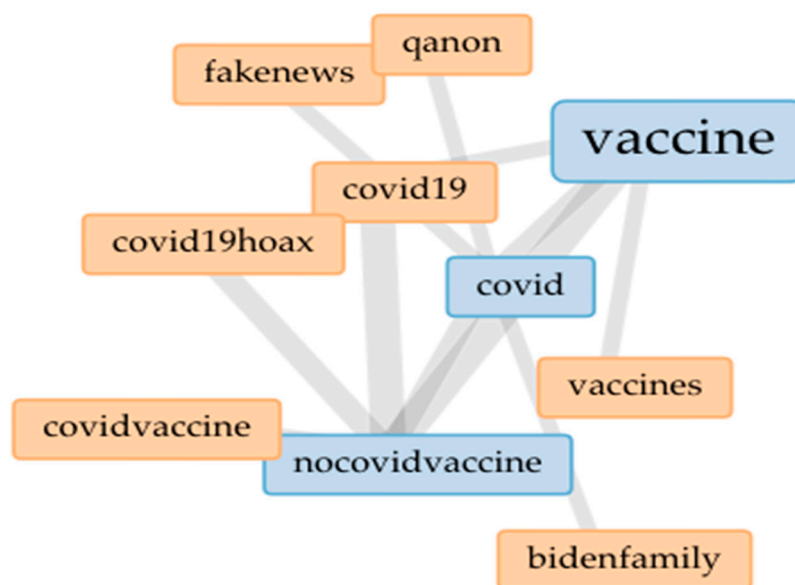 qanon
fakenews
vaccine
covid19
covid19hoax
covid
vaccines
covidvaccine
nocovidvaccine
bidenfamily